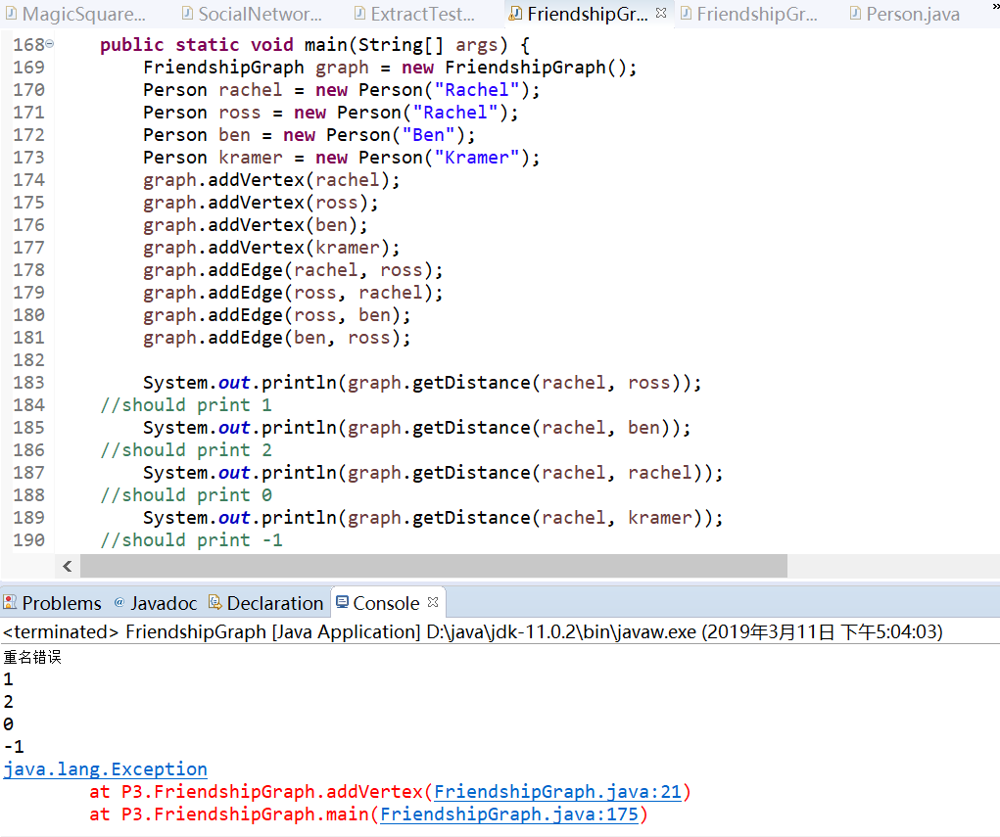 MagicSquare... SocialNetwor... ExtractTest... FriendshipGr... FriendshipGr... Person.java »
168 public static void main(String[] args) {
169 FriendshipGraph graph = new FriendshipGraph();
170 Person rachel = new Person("Rachel");
171 Person ross = new Person("Rachel");
172 Person ben = new Person("Ben");
173 Person kramer = new Person("Kramer");
174 graph.addVertex(rachel);
175 graph.addVertex(ross);
176 graph.addVertex(ben);
177 graph.addVertex(kramer);
178 graph.addEdge(rachel, ross);
179 graph.addEdge(ross, rachel);
180 graph.addEdge(ross, ben);
181 graph.addEdge(ben, ross);
182
183 System.out.println(graph.getDistance(rachel, ross));
184 //should print 1
185 System.out.println(graph.getDistance(rachel, ben));
186 //should print 2
187 System.out.println(graph.getDistance(rachel, rachel));
188 //should print 0
189 System.out.println(graph.getDistance(rachel, kramer));
190 //should print -1
Problems @ Javadoc Declaration Console
<terminated> FriendshipGraph [Java Application] D:\java\jdk-11.0.2\bin\javaw.exe (2019年3月11日 下午5:04:03)
重名错误
1
2
0
-1
java.lang.Exception
at P3.FriendshipGraph.addVertex(FriendshipGraph.java:21)
at P3.FriendshipGraph.main(FriendshipGraph.java:175)